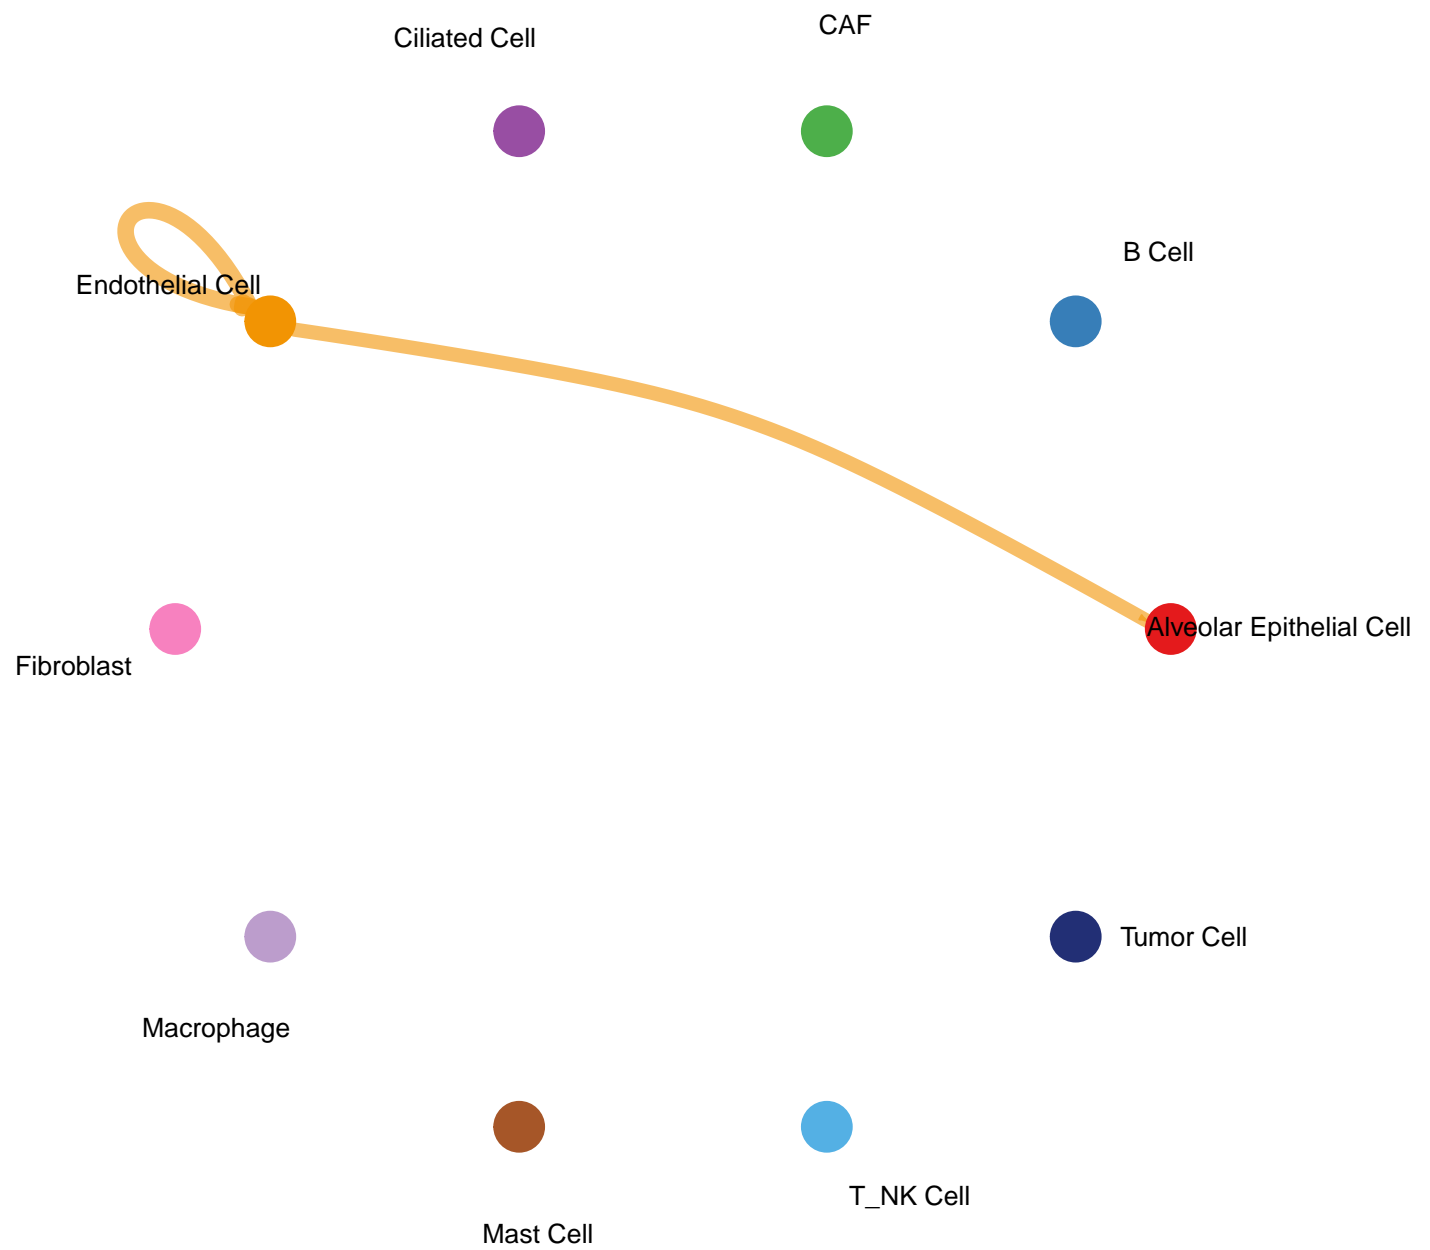 CAF
Ciliated Cell
B Cell
Endothelial Cell
Alveolar Epithelial Cell
Fibroblast
Tumor Cell
Macrophage
T_NK Cell
Mast Cell